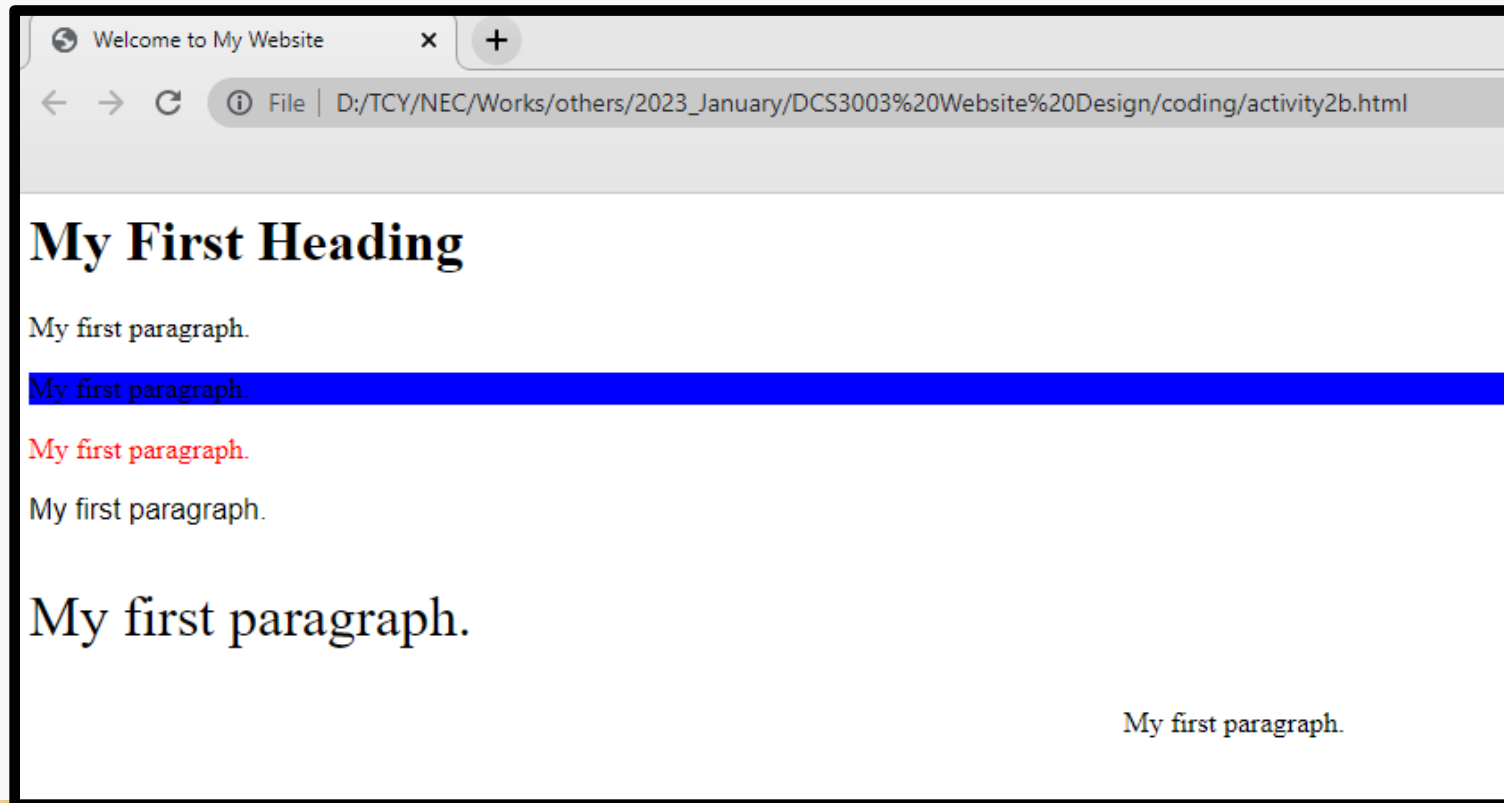 Welcome to My Website
File D:/TCY/NEC/Works/others/2023_January/DCS3003%20Website%20Design/coding/activity2b.html
My First Heading
My first paragraph.
My first paragraph.
My first paragraph.
My first paragraph.
My first paragraph.
My first paragraph.